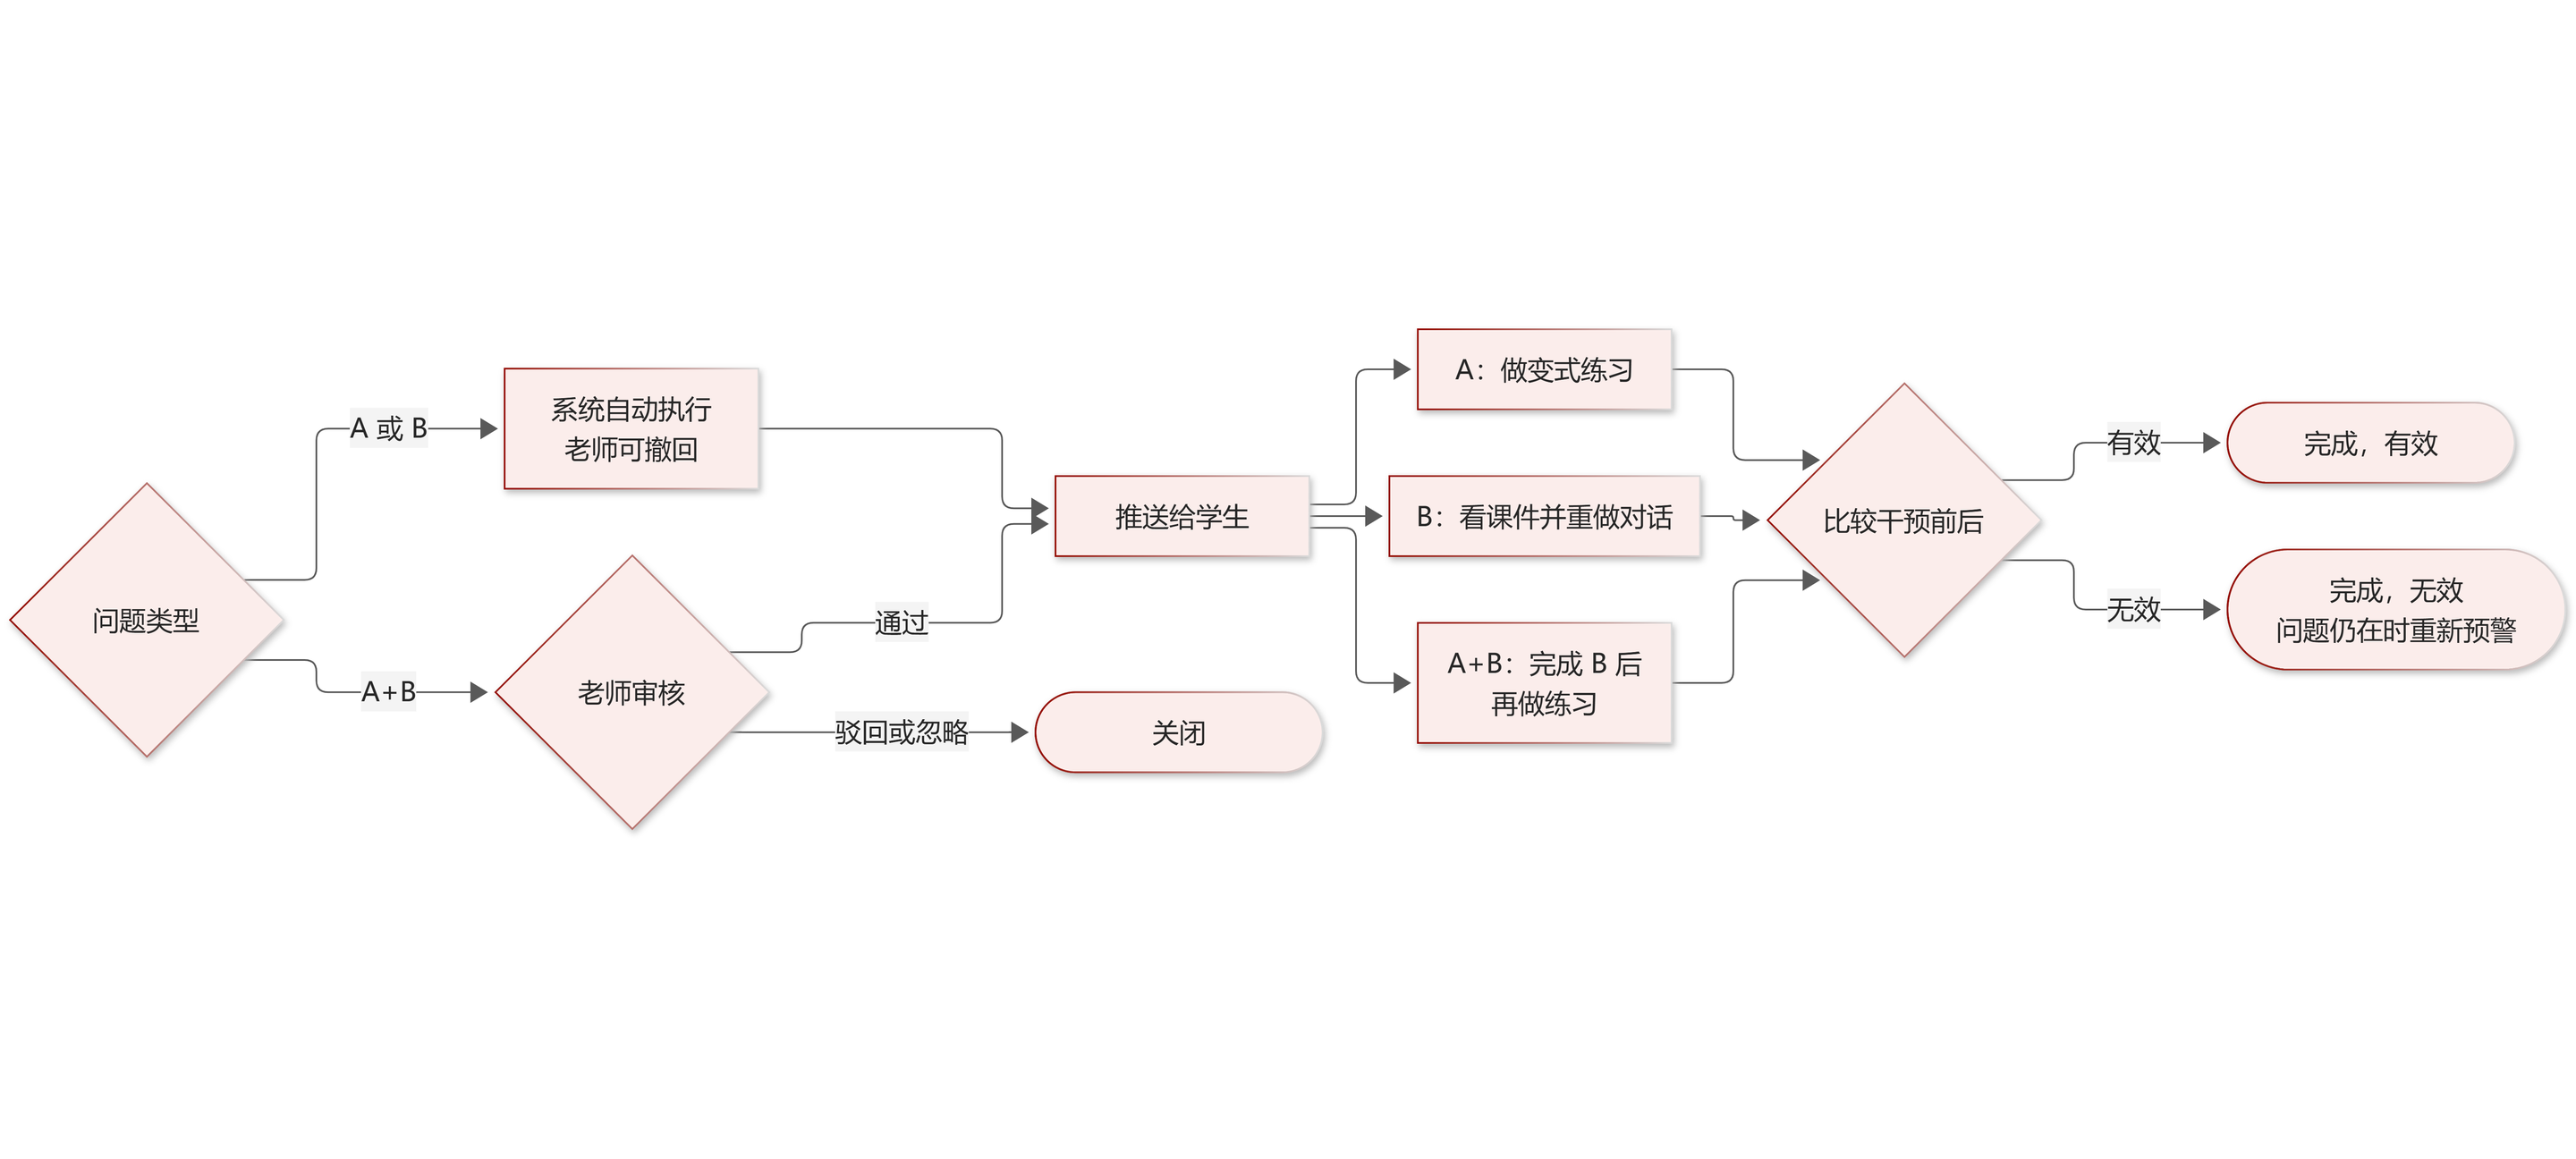 问题类型
A 或 B
A+B
系统自动执行
老师可撤回
老师审核
通过
驳回或忽略
推送给学生
关闭
A：做变式练习
B：看课件并重做对话
A+B：完成 B 后
再做练习
比较干预前后
有效
无效
完成，有效
完成，无效
问题仍在时重新预警